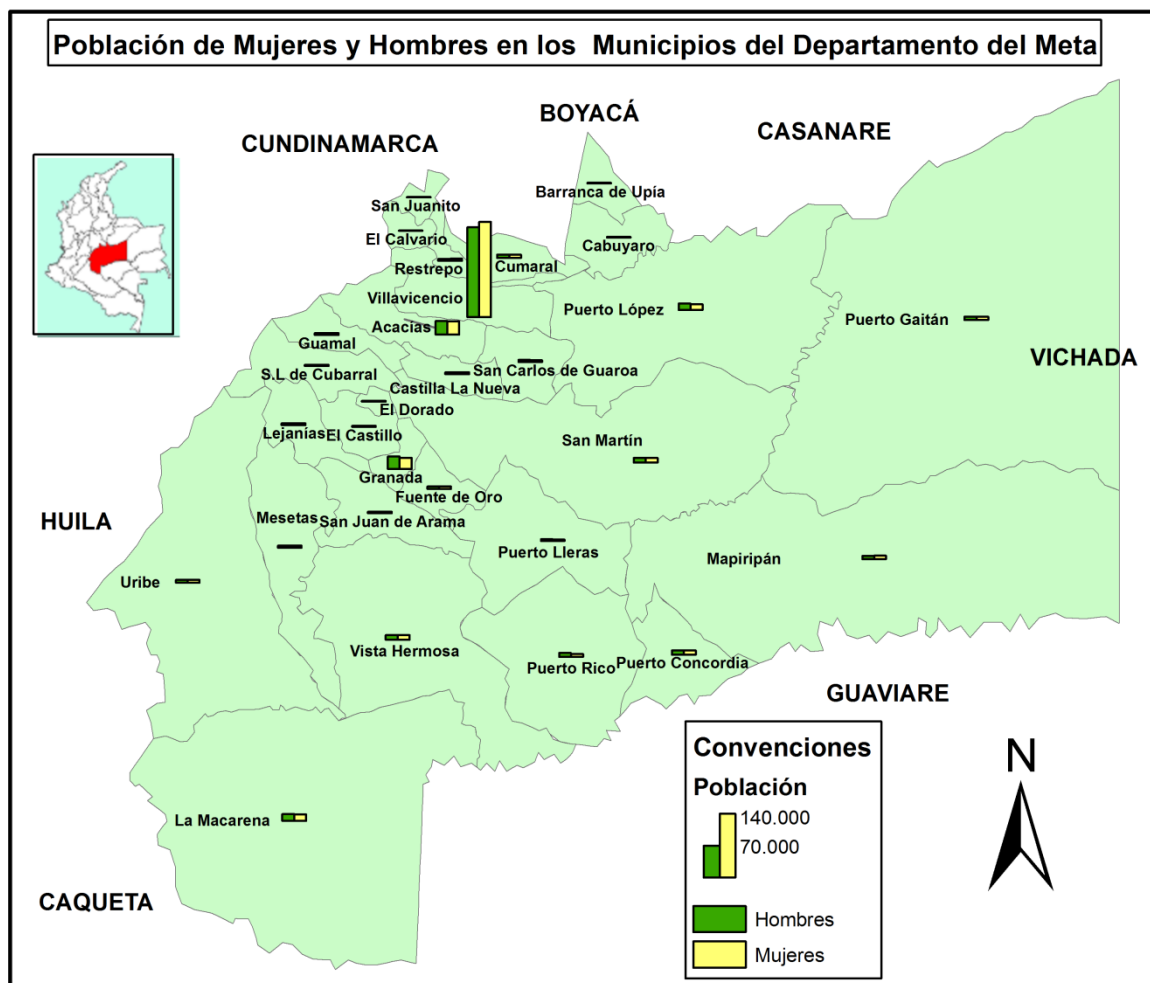 Población de Mujeres y Hombres en los  Municipios del Departamento del Meta
BOYACÁ
CASANARE
CUNDINAMARCA
Barranca de Upía
San Juanito
El Calvario
Cabuyaro
Restrepo
Cumaral
Villavicencio
Puerto López
Puerto Gaitán
Acacias
Guamal
VICHADA
San Carlos de Guaroa
S.L de Cubarral
Castilla La Nueva
El Dorado
Lejanías
El Castillo
San Martín
Granada
Fuente de Oro
HUILA
Mesetas
San Juan de Arama
Puerto Lleras
Mapiripán
Uribe
Vista Hermosa
Puerto Rico
Puerto Concordia
GUAVIARE
La Macarena
CAQUETA
Convenciones
Población
140.000
70.000
Hombres
Mujeres
N